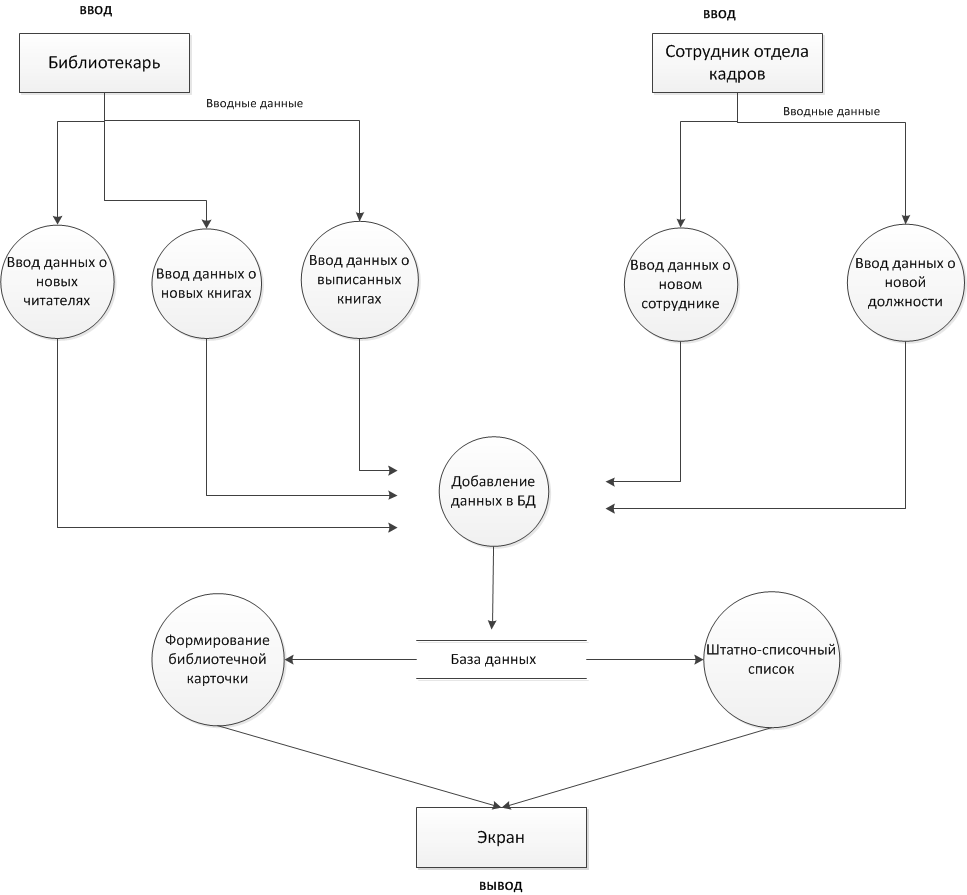 ВВОД
ВВОД
Библиотекарь
Сотрудник отдела
кадров
Вводные данные
Вводные данные
Ввод данных о
новых
читателях
Ввод данных о
новых книгах
Ввод данных о
выписанных
книгах
Ввод данных о
новом
сотруднике
Ввод данных о
новой
должности
Добавление
данных в БД
Формирование
библиотечной
карточки
База данных
Штатно-списочный
список
Экран
ВЫВОД